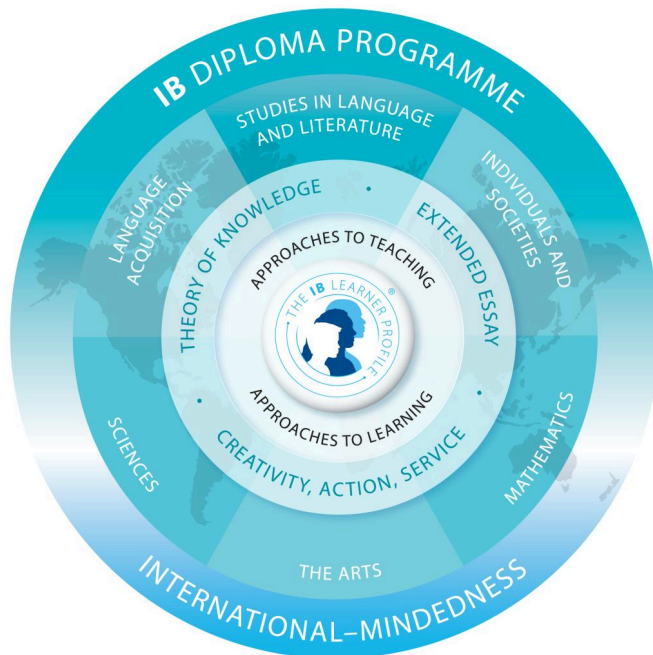 IB DIPLOMA PROGRAMME
STUDIES IN LANGUAGE
AND LITERATURE
LANGUAGE
ACQUISITION
INDIVIDUALS AND
SOCIETIES
THEORY OF KNOWLEDGE
EXTENDED ESSAY
APPROACHES TO TEACHING
THE IB LEARNER PROFILE ®
APPROACHES TO LEARNING
CREATIVITY, ACTION, SERVICE
SCIENCES
MATHEMATICS
THE ARTS
INTERNATIONAL–MINDEDNESS